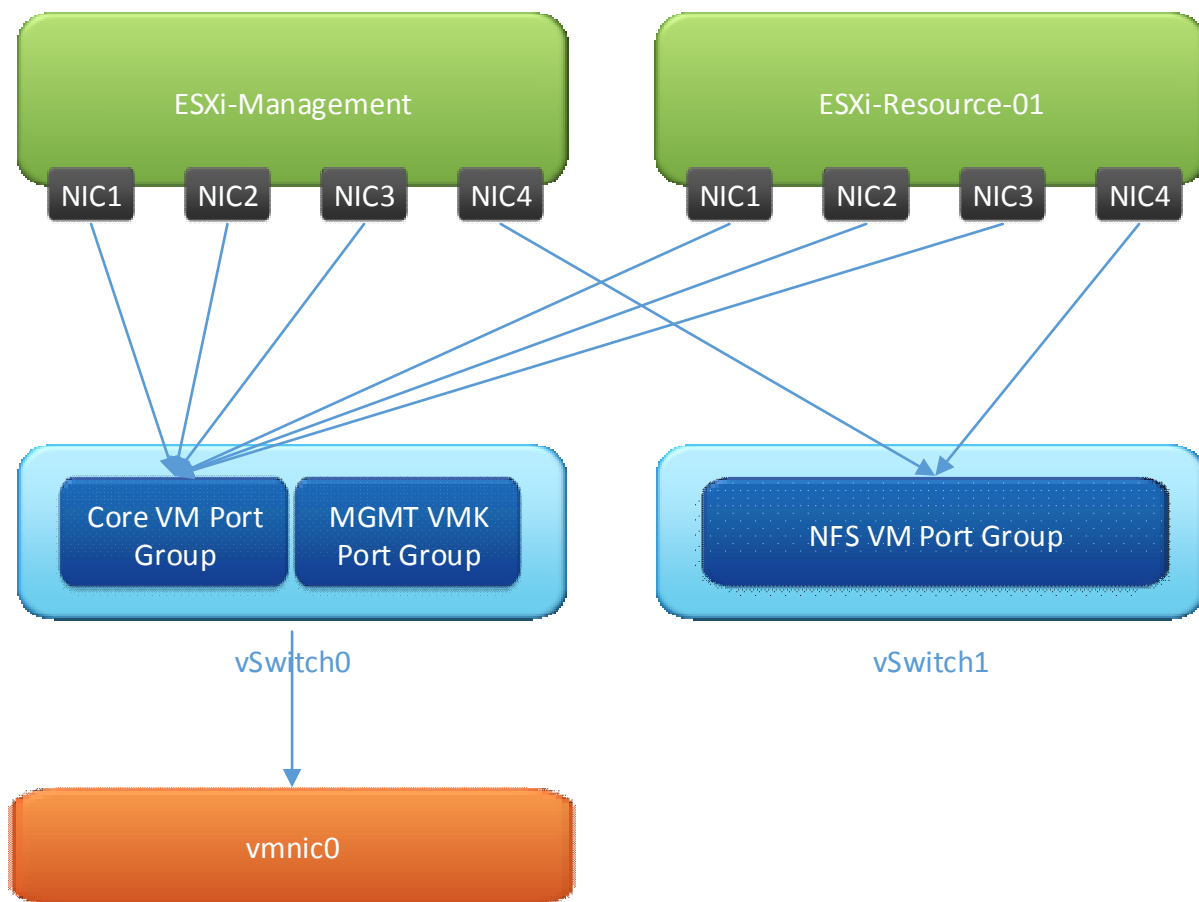 ESXi-Management
ESXi-Resource-01
NIC1
NIC2
NIC3
NIC4
NIC1
NIC2
NIC3
NIC4
Core VM Port
Group
MGMT VMK
Port Group
NFS VM Port Group
vSwitch0
vSwitch1
vmnic0